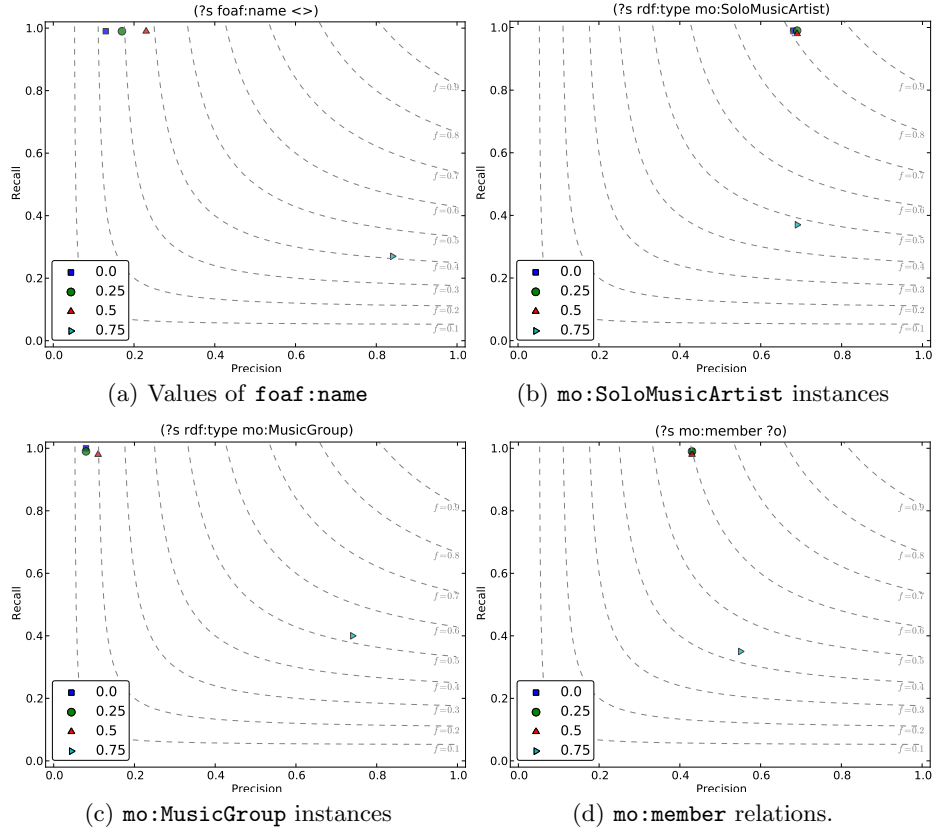 (?s foaf:name <>)
1.0
0.8
0.6
0.4
0.2
0.0
Recall
f=0.9
f=0.8
f=0.7
f=0.6
f=0.5
f=0.4
f=0.3
f=0.2
f=0.1
0.0
0.25
0.5
0.75
0.0 0.2 0.4 0.6 0.8 1.0
Precision
(a) Values of foaf:name
(?s rdf:type mo:SoloMusicArtist)
1.0
0.8
0.6
0.4
0.2
0.0
Recall
f=0.9
f=0.8
f=0.7
f=0.6
f=0.5
f=0.4
f=0.3
f=0.2
f=0.1
0.0
0.25
0.5
0.75
0.0 0.2 0.4 0.6 0.8 1.0
Precision
(b) mo:SoloMusicArtist instances
(?s rdf:type mo:MusicGroup)
1.0
0.8
0.6
0.4
0.2
0.0
Recall
f=0.9
f=0.8
f=0.7
f=0.6
f=0.5
f=0.4
f=0.3
f=0.2
f=0.1
0.0
0.25
0.5
0.75
0.0 0.2 0.4 0.6 0.8 1.0
Precision
(c) mo:MusicGroup instances
(?s mo:member ?o)
1.0
0.8
0.6
0.4
0.2
0.0
Recall
f=0.9
f=0.8
f=0.7
f=0.6
f=0.5
f=0.4
f=0.3
f=0.2
f=0.1
0.0
0.25
0.5
0.75
0.0 0.2 0.4 0.6 0.8 1.0
Precision
(d) mo:member relations.